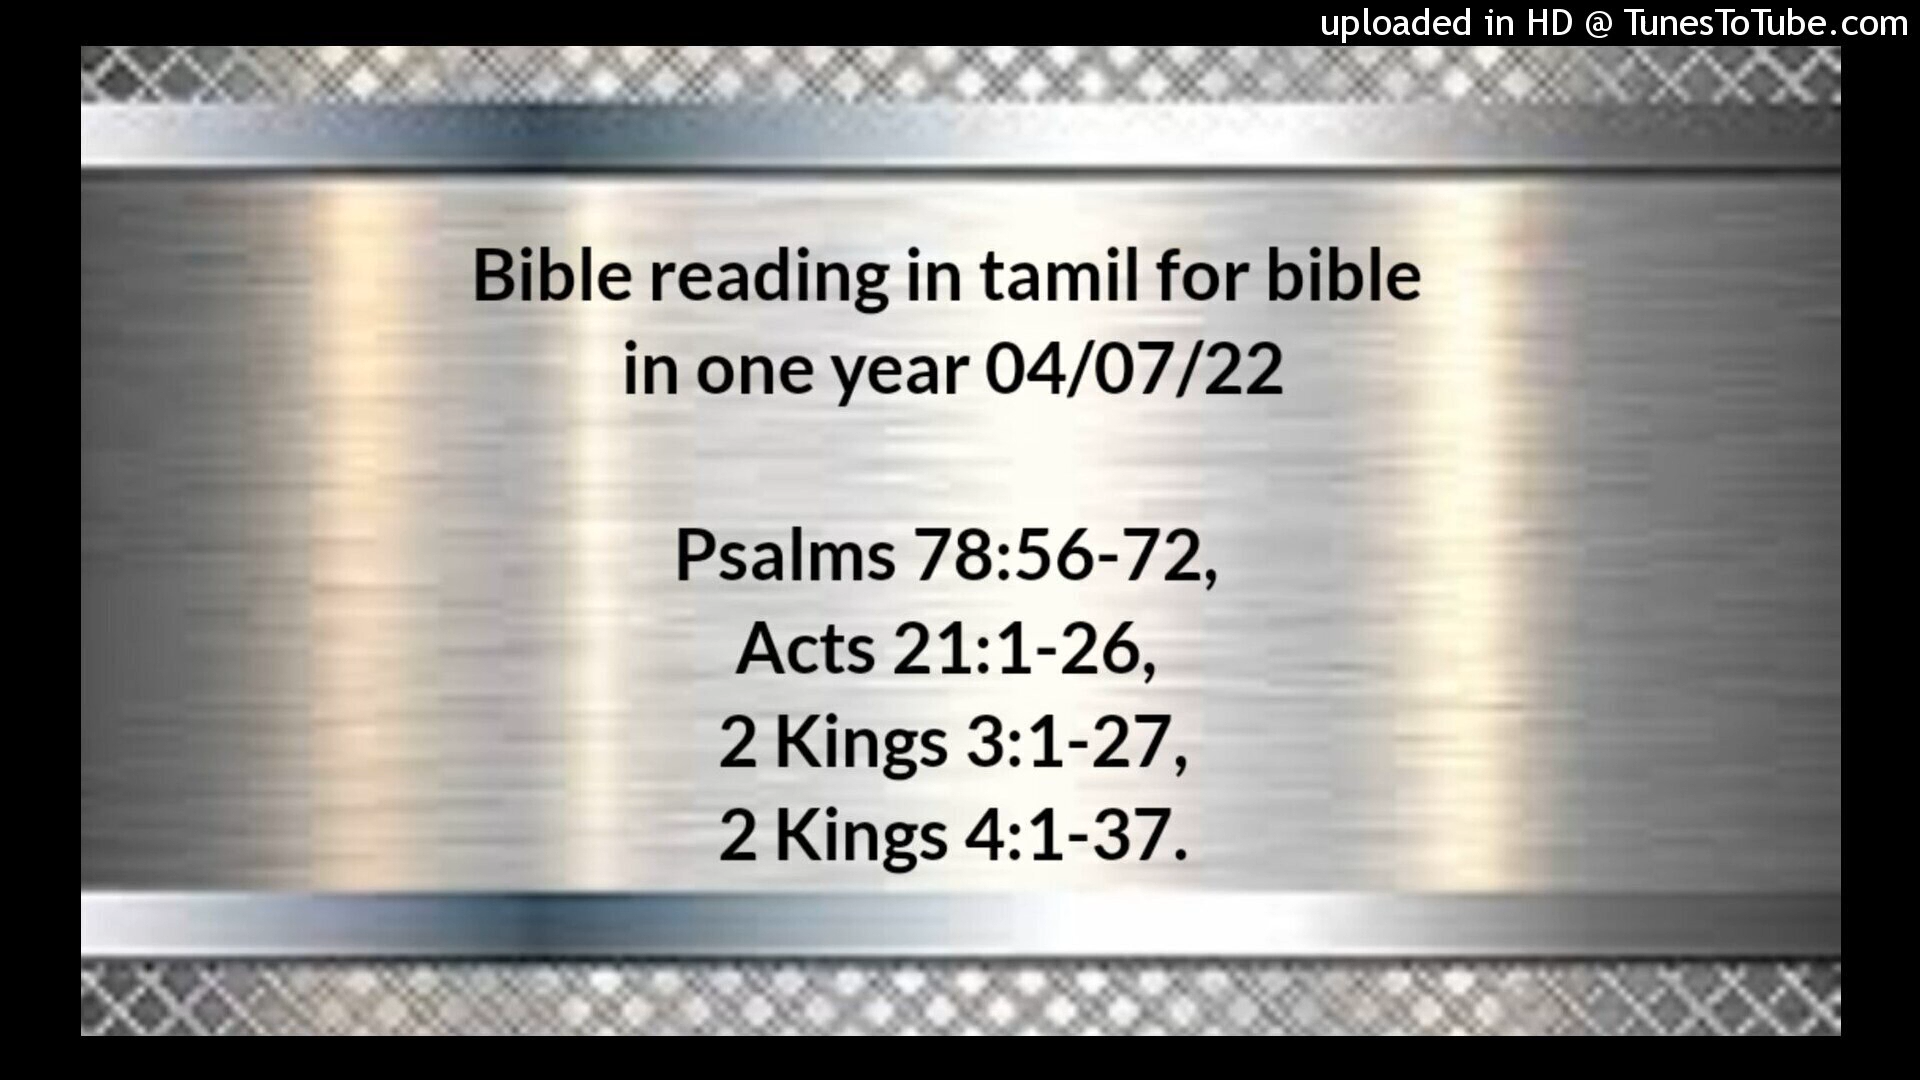 uploaded in HD @ TunesToTube.com
Bible reading in tamil for bible
in one year 04/07/22
Psalms 78:56-72,
Acts 21:1-26,
2 Kings 3:1-27,
2 Kings 4:1-37.